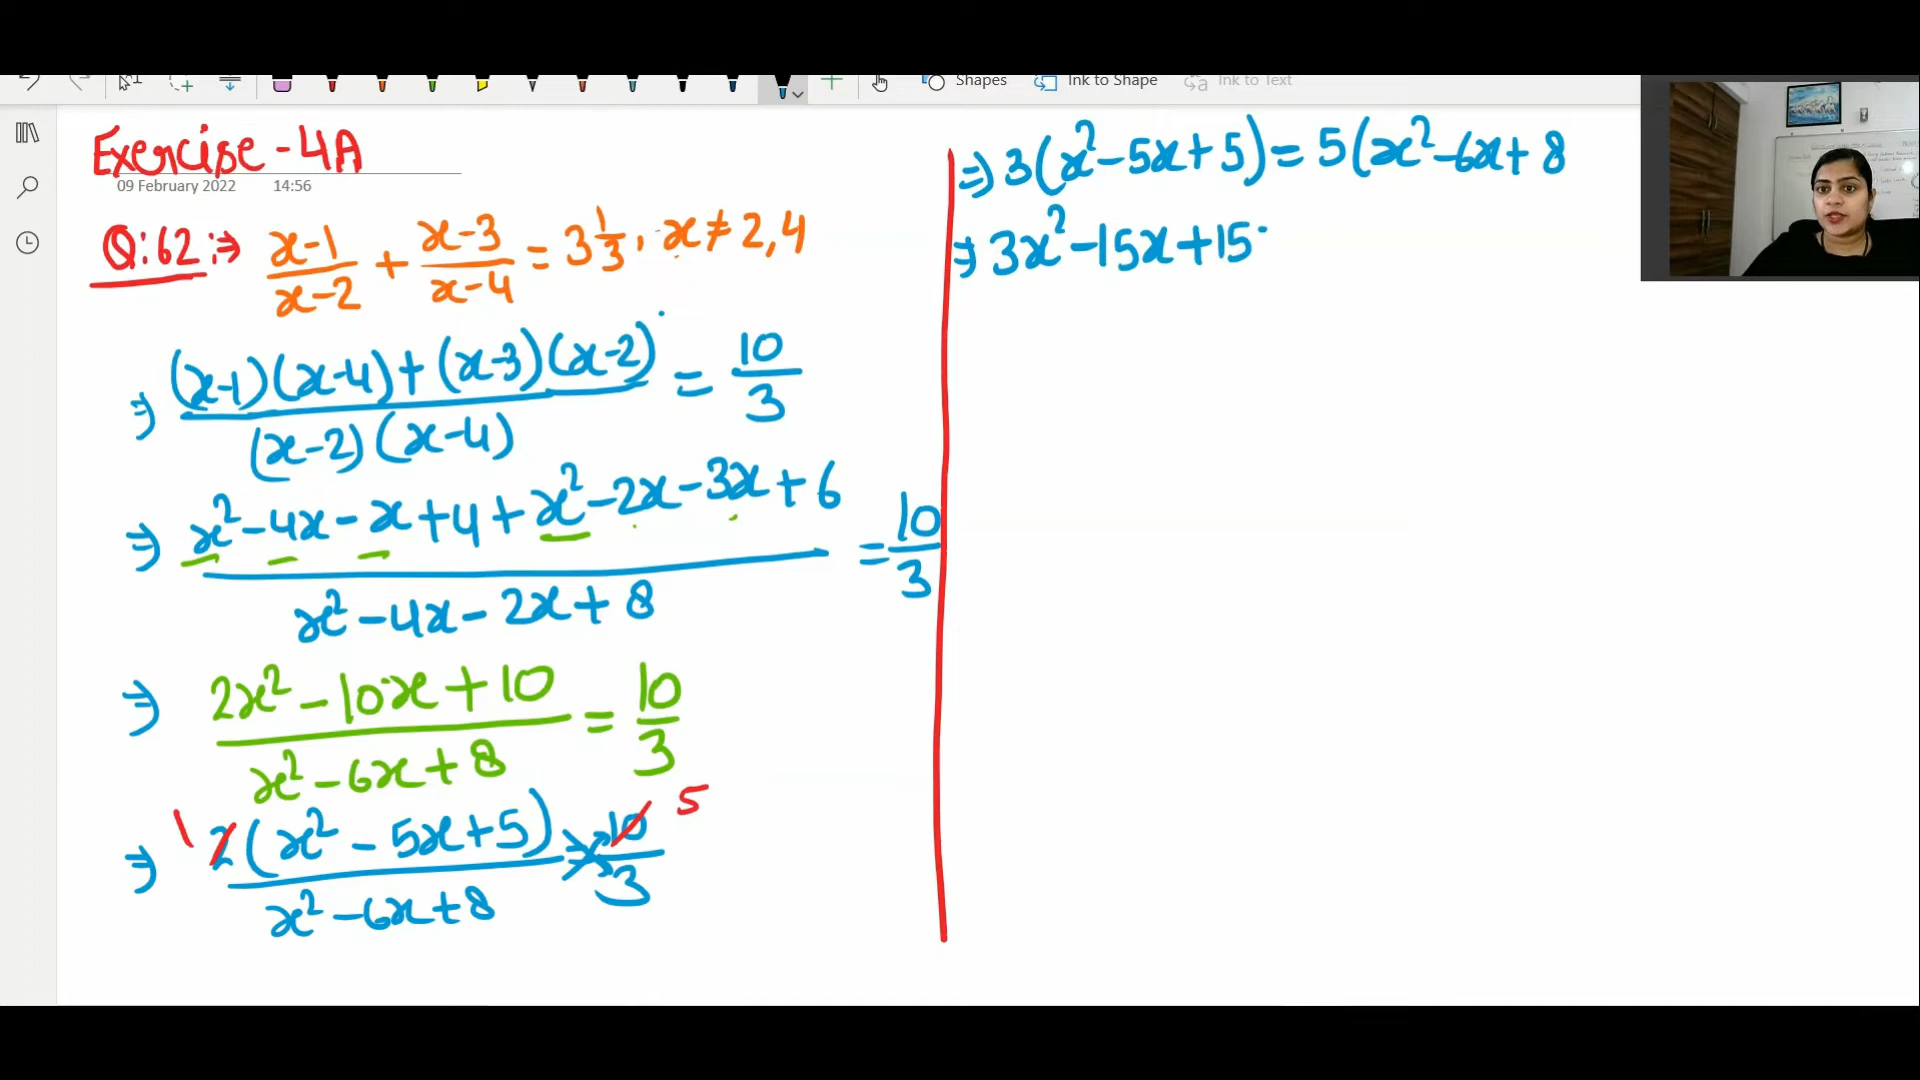 Shapes Ink to Shape Ink to Text
Exercise - 4A
09 February 2022 14:56
Q:62 :⇒ (x-1)/(x-2) + (x-3)/(x-4) = 3 1/3, x ≠ 2, 4
⇒ ((x-1)(x-4) + (x-3)(x-2))/((x-2)(x-4)) = 10/3
⇒ (x² - 4x - x + 4 + x² - 2x - 3x + 6)/(x² - 4x - 2x + 8) = 10/3
⇒ (2x² - 10x + 10)/(x² - 6x + 8) = 10/3
⇒ 1 2(x² - 5x + 5)/(x² - 6x + 8) = 10/3 5
⇒ 3(x² - 5x + 5) = 5(x² - 6x + 8
⇒ 3x² - 15x + 15